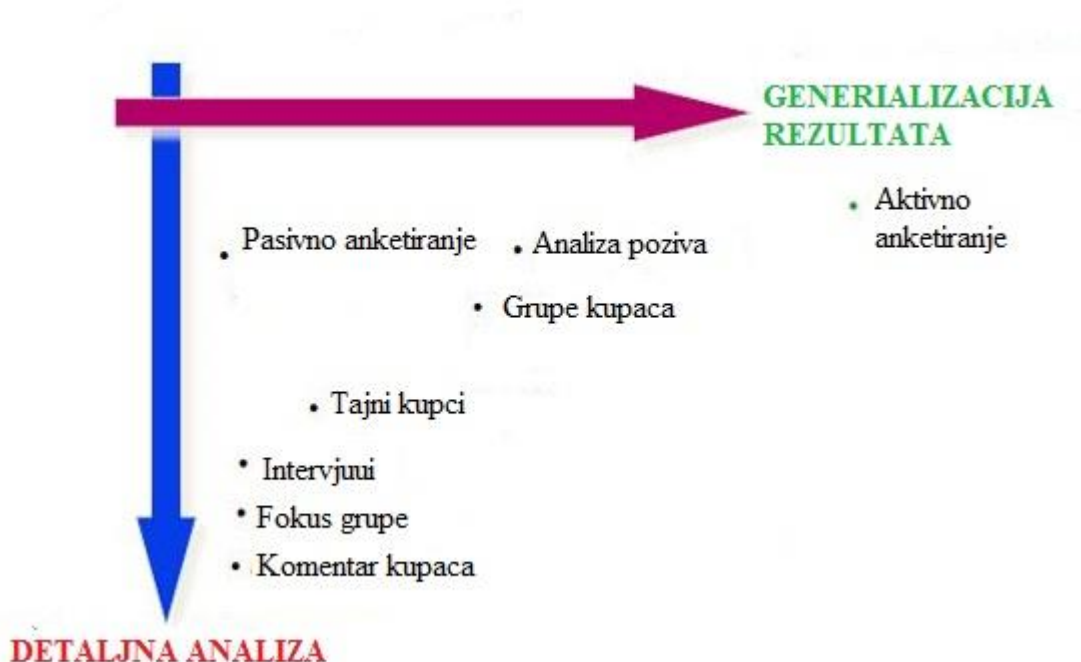 GENERIALIZACIJA
REZULTATA
• Aktivno
anketiranje
• Pasivno anketiranje
• Analiza poziva
• Grupe kupaca
• Tajni kupci
• Intervjuui
• Fokus grupe
• Komentar kupaca
DETALJNA ANALIZA